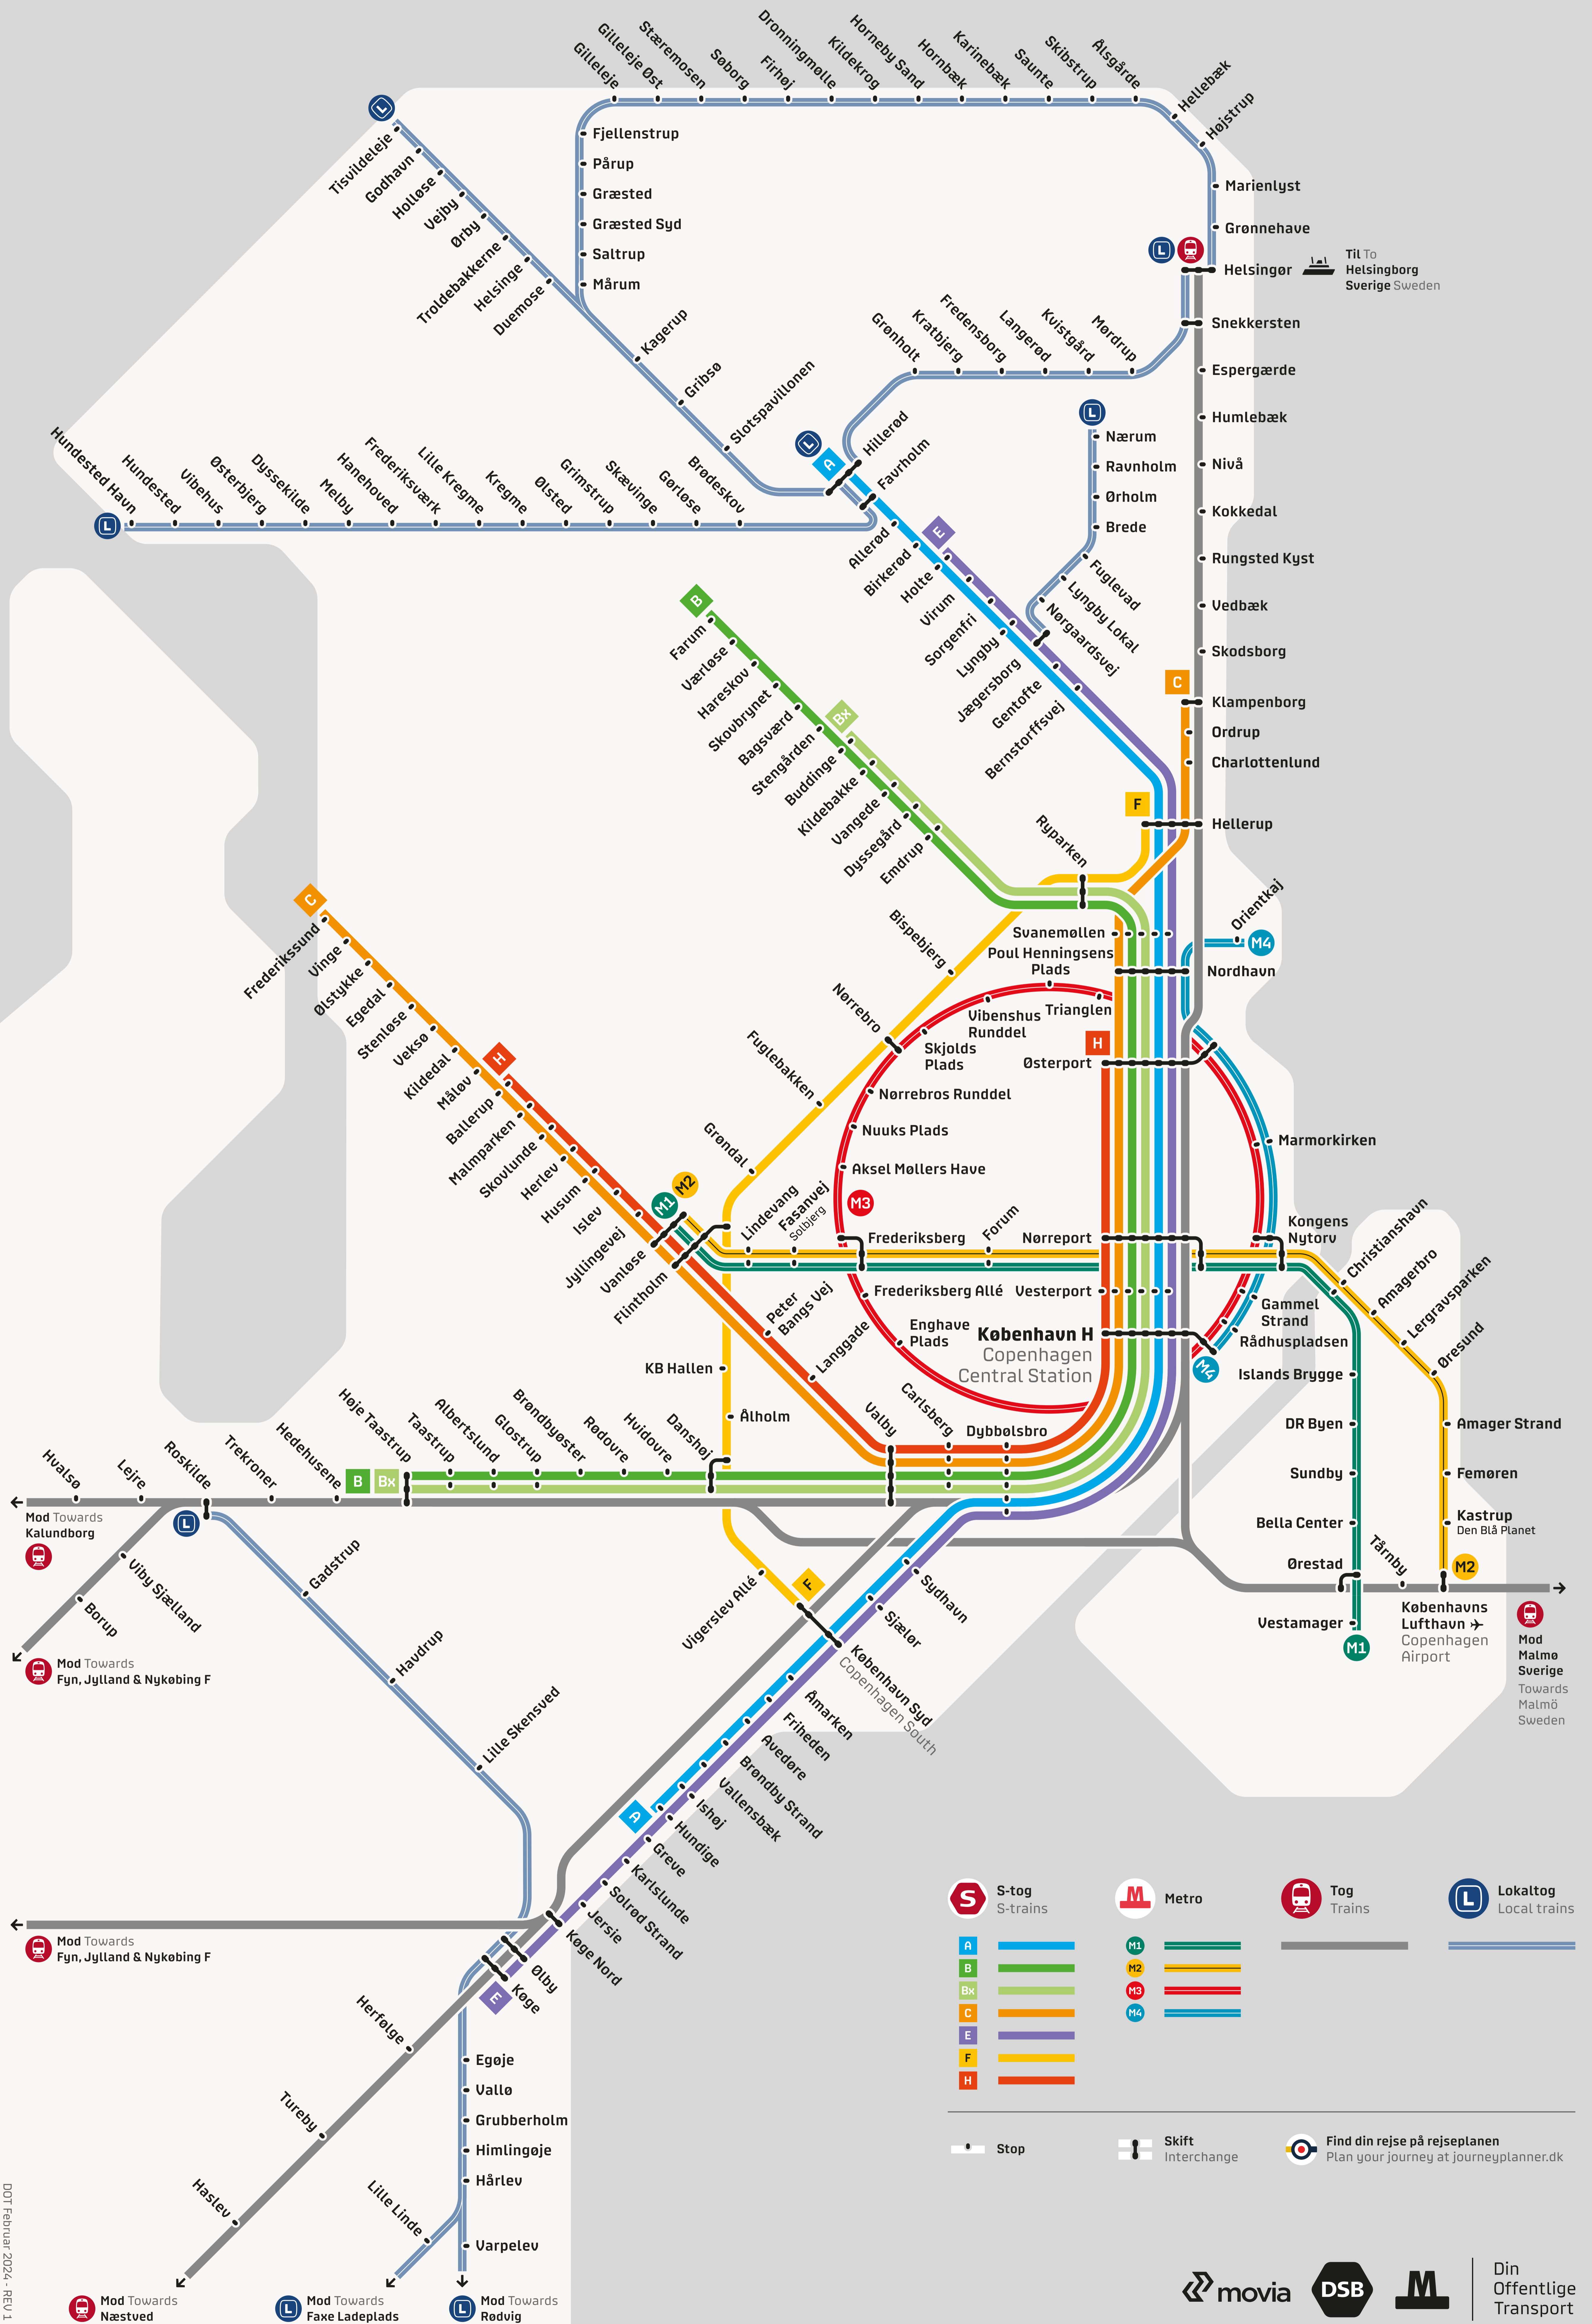 Gilleleje
Gilleleje Øst
Stæremosen
Søborg
Firhøj
Dronningmølle
Kildekrog
Horneby Sand
Hornbæk
Karinebæk
Saunte
Skibstrup
Ålsgårde
Hellebæk
Højstrup
Marienlyst
Grønnehave
Helsingør
Til To
Helsingborg
Sverige Sweden
Snekkersten
Espergærde
Humlebæk
Nivå
Kokkedal
Rungsted Kyst
Vedbæk
Skodsborg
C
Klampenborg
Ordrup
Charlottenlund
F
Hellerup
L
Tisvildeleje
Godhavn
Holløse
Vejby
Ørby
Troldebakkerne
Helsinge
Duemose
Fjellenstrup
Pårup
Græsted
Græsted Syd
Saltrup
Mårum
Kagerup
Gribsø
Slotspavillonen
L
Grønholt
Kratbjerg
Fredensborg
Langerød
Kvistgård
Mørdrup
L
Hundested Havn
Hundested
Vibehus
Østerbjerg
Dyssekilde
Melby
Hanehoved
Frederiksværk
Lille Kregme
Kregme
Ølsted
Grimstrup
Skævinge
Gørløse
Brødeskov
L
A
Hillerød
Favrholm
Allerød
Birkerød
E
Holte
Virum
Sorgenfri
Lyngby
Jægersborg
Gentofte
Bernstorffsvej
L
Nærum
Ravnholm
Ørholm
Brede
Fuglevad
Lyngby Lokal
Nørgaardsvej
B
Farum
Værløse
Hareskov
Skovbrynet
Bagsværd
Stengården
Bx
Buddinge
Kildebakke
Vangede
Dyssegård
Emdrup
Ryparken
Bispebjerg
Nørrebro
Fuglebakken
Grøndal
Svanemøllen
Poul Henningsens
Plads
Nordhavn
Orientkaj
M4
Trianglen
Vibenshus
Runddel
Skjolds
Plads
Nørrebros Runddel
Nuuks Plads
Aksel Møllers Have
M3
H
Østerport
Marmorkirken
C
Frederikssund
Vinge
Ølstykke
Egedal
Stenløse
Veksø
Kildedal
Måløv
H
Ballerup
Malmparken
Skovlunde
Herlev
Husum
Islev
Jyllingevej
Vanløse
Flintholm
M1
M2
Lindevang
Fasanvej
Solbjerg
Frederiksberg
Forum
Nørreport
Kongens
Nytorv
Christianshavn
Amagerbro
Lergravsparken
Øresund
Frederiksberg Allé
Vesterport
Gammel
Strand
Rådhuspladsen
Enghave
Plads
København H
Copenhagen
Central Station
M4
Islands Brygge
DR Byen
Sundby
Bella Center
Ørestad
Vestamager
M1
Amager Strand
Femøren
Kastrup
Den Blå Planet
M2
Tårnby
Københavns
Lufthavn
Copenhagen
Airport
Mod
Malmø
Sverige
Towards
Malmö
Sweden
Peter
Bangs Vej
Langgade
KB Hallen
Ålholm
Valby
Carlsberg
Dybbølsbro
Hvalsø
Lejre
Roskilde
Trekroner
Hedehusene
B
Bx
Høje Taastrup
Taastrup
Albertslund
Glostrup
Brøndbyøster
Rødovre
Hvidovre
Danshøj
Mod Towards
Kalundborg
L
Viby Sjælland
Borup
Mod Towards
Fyn, Jylland & Nykøbing F
Gadstrup
Havdrup
Lille Skensved
Vigerslev Allé
F
Sydhavn
Sjælør
København Syd
Copenhagen South
Åmarken
Friheden
Avedøre
Brøndby Strand
Vallensbæk
Ishøj
A
Hundige
Greve
Karlslunde
Solrød Strand
Jersie
Køge Nord
Ølby
Køge
E
Mod Towards
Fyn, Jylland & Nykøbing F
Herfølge
Tureby
Haslev
Egøje
Vallø
Grubberholm
Himlingøje
Hårlev
Lille Linde
Varpelev
Mod Towards
Næstved
L
Mod Towards
Faxe Ladeplads
L
Mod Towards
Rødvig
S
S-tog
S-trains
M
Metro
Tog
Trains
L
Lokaltog
Local trains
A
B
Bx
C
E
F
H
M1
M2
M3
M4
Stop
Skift
Interchange
Find din rejse på rejseplanen
Plan your journey at journeyplanner.dk
movia
DSB
M
Din
Offentlige
Transport
DOT Februar 2024 - REV 1